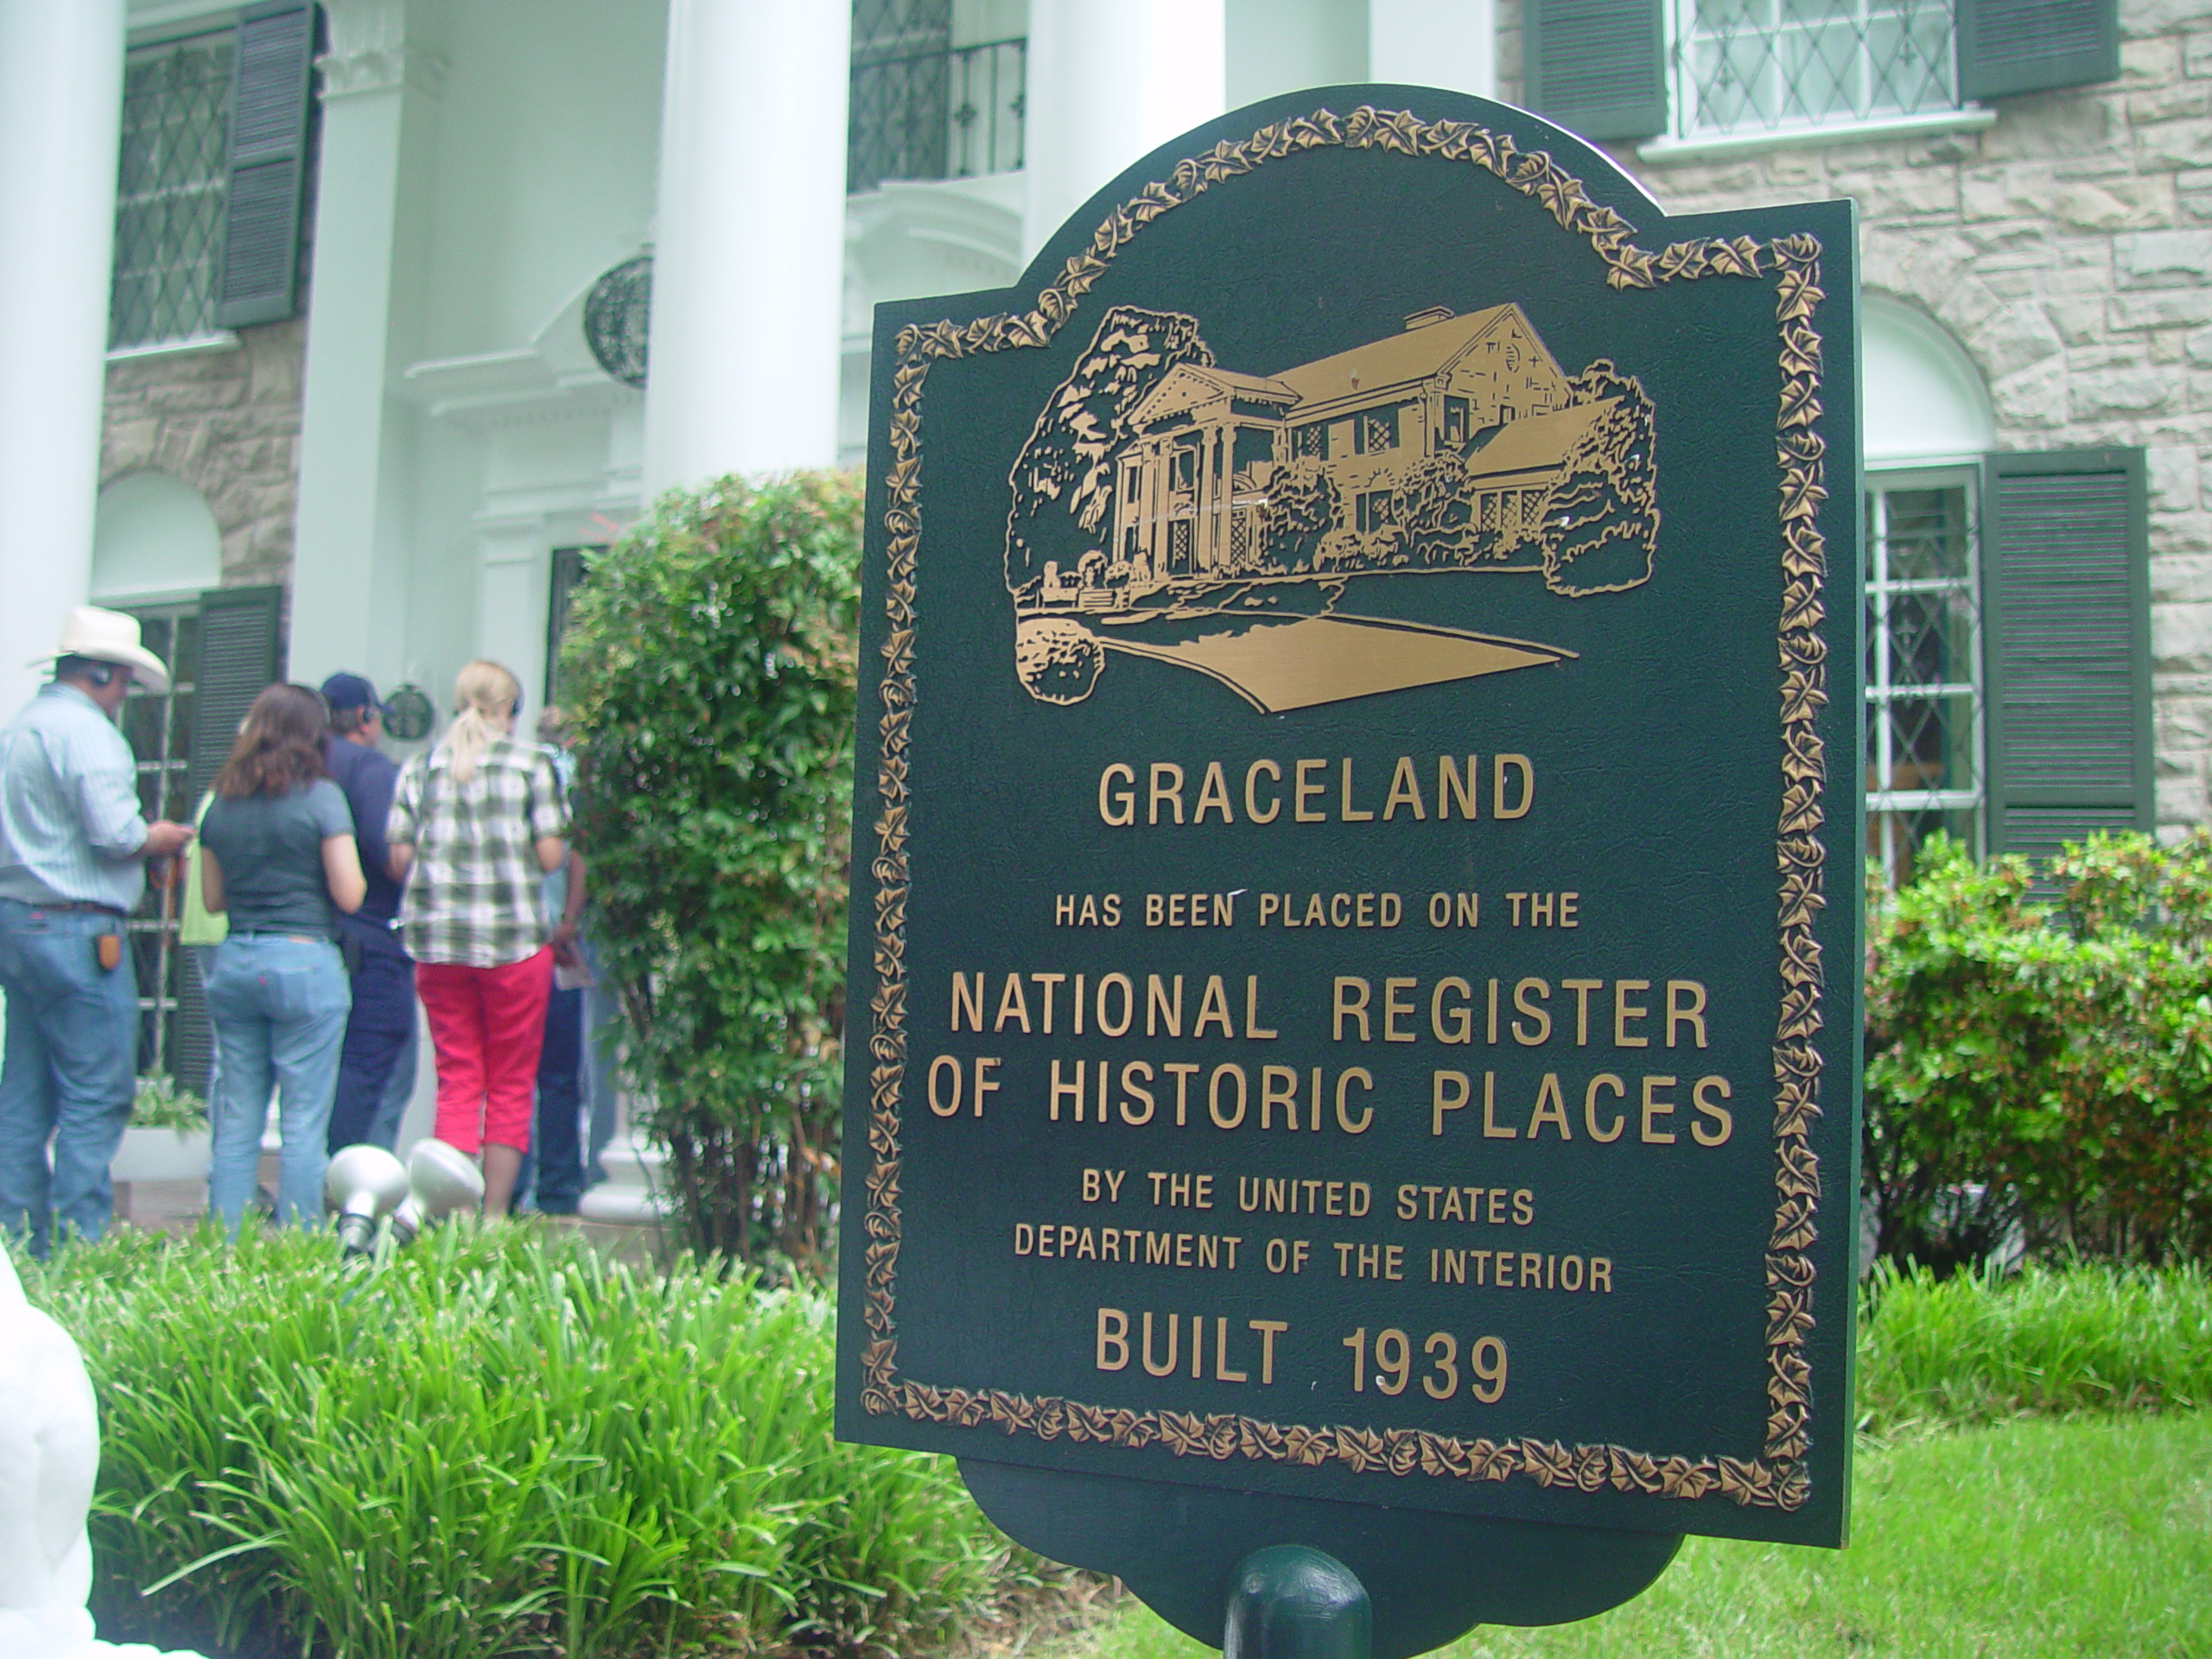 GRACELAND
HAS BEEN PLACED ON THE
NATIONAL REGISTER
OF HISTORIC PLACES
BY THE UNITED STATES
DEPARTMENT OF THE INTERIOR
BUILT 1939